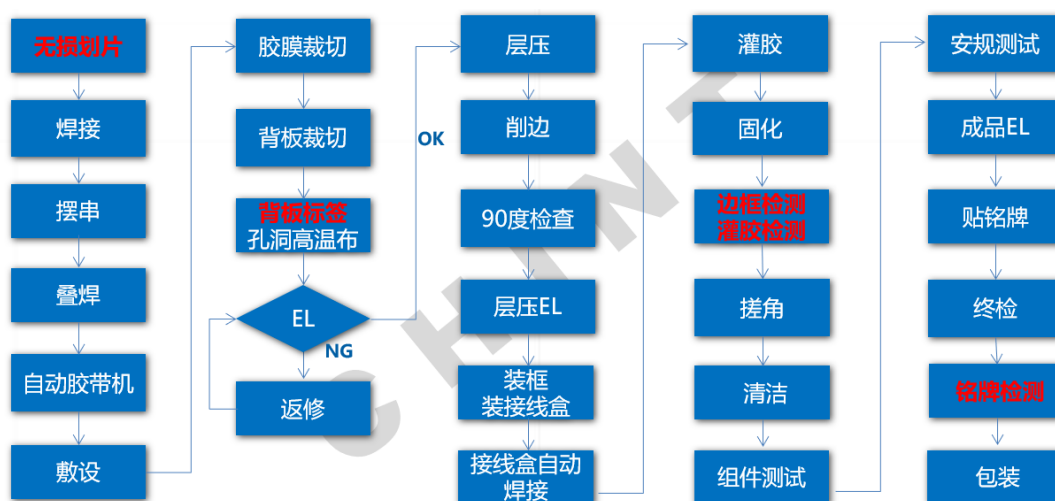 无损划片
焊接
摆串
叠焊
自动胶带机
敷设
胶膜裁切
背板裁切
背板标签
孔洞高温布
EL
NG
返修
OK
层压
削边
90度检查
层压EL
装框
装接线盒
接线盒自动
焊接
灌胶
固化
边框检测
灌胶检测
搓角
清洁
组件测试
安规测试
成品EL
贴铭牌
终检
铭牌检测
包装
CHINT